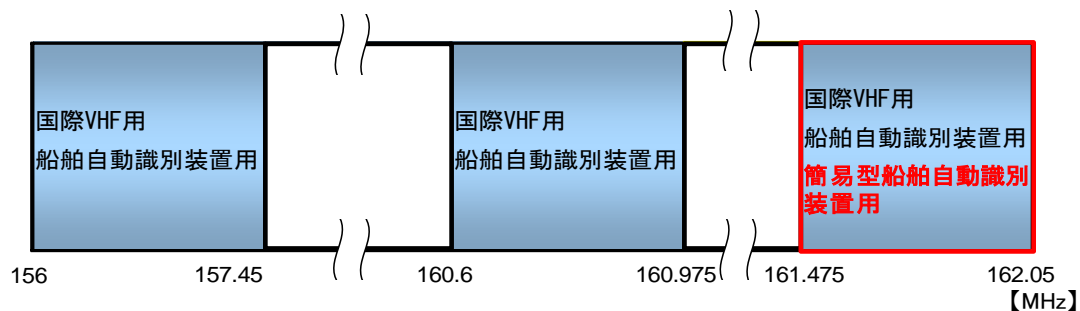 国際VHF用
船舶自動識別装置用
国際VHF用
船舶自動識別装置用
国際VHF用
船舶自動識別装置用
簡易型船舶自動識別
装置用
156
157.45
160.6
160.975
161.475
162.05
【MHz】